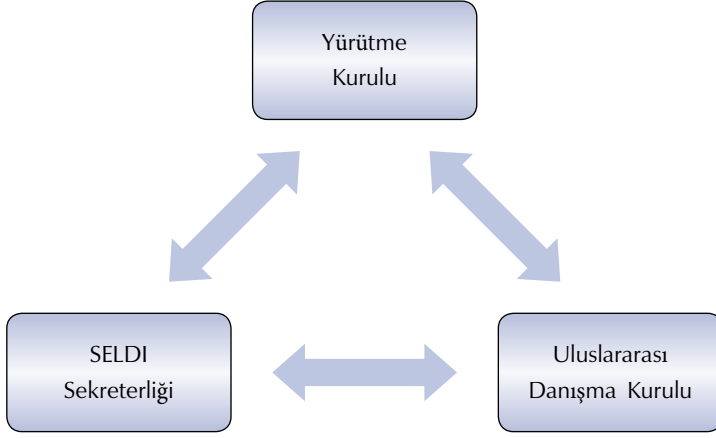 Yürütme
Kurulu
SELDI
Sekreterliği
Uluslararası
Danışma Kurulu